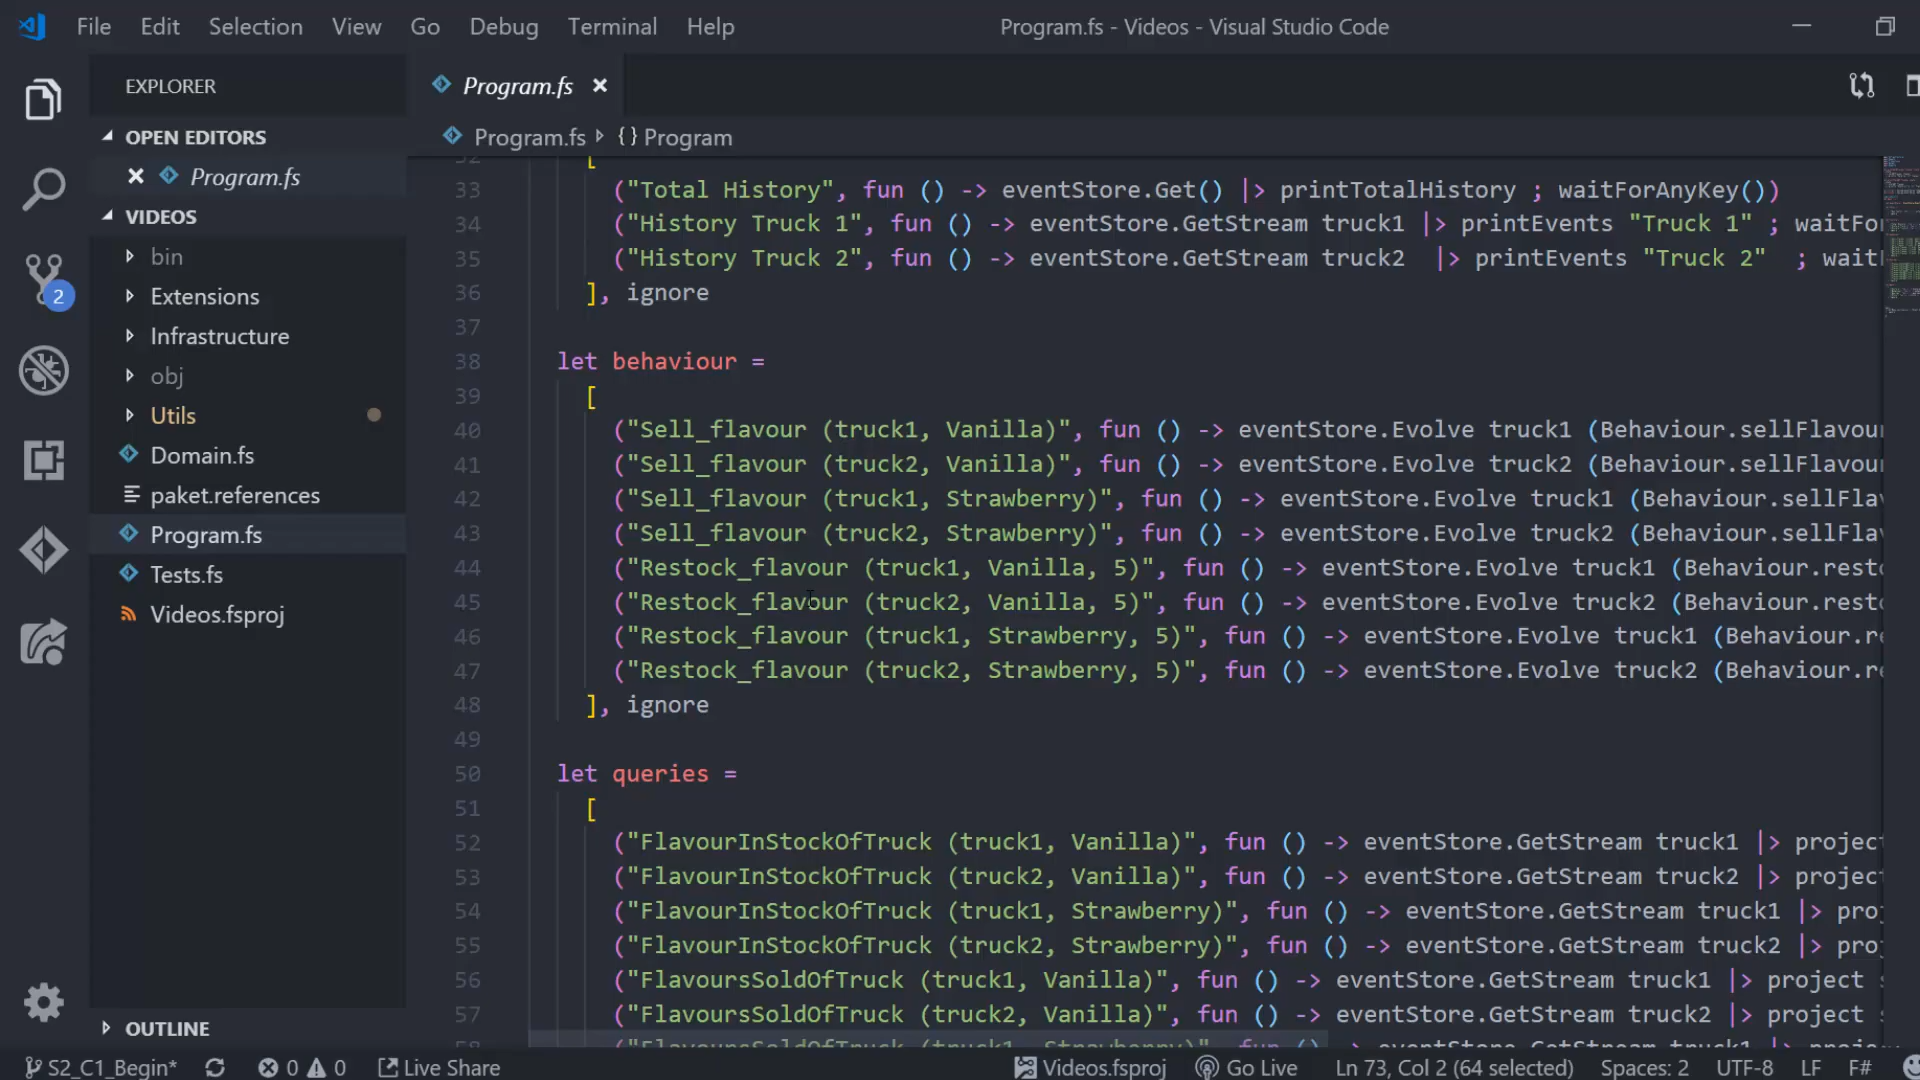 File Edit Selection View Go Debug Terminal Help Program.fs - Videos - Visual Studio Code
EXPLORER
OPEN EDITORS
Program.fs
VIDEOS
bin
Extensions
Infrastructure
obj
Utils
Domain.fs
paket.references
Program.fs
Tests.fs
Videos.fsproj
OUTLINE
2
Program.fs
Program.fs {} Program
32 [
33 ("Total History", fun () -> eventStore.Get() |> printTotalHistory ; waitForAnyKey())
34 ("History Truck 1", fun () -> eventStore.GetStream truck1 |> printEvents "Truck 1" ; waitFor
35 ("History Truck 2", fun () -> eventStore.GetStream truck2  |> printEvents "Truck 2"  ; wait
36 ], ignore
37
38 let behaviour =
39 [
40 ("Sell_flavour (truck1, Vanilla)", fun () -> eventStore.Evolve truck1 (Behaviour.sellFlavour
41 ("Sell_flavour (truck2, Vanilla)", fun () -> eventStore.Evolve truck2 (Behaviour.sellFlavour
42 ("Sell_flavour (truck1, Strawberry)", fun () -> eventStore.Evolve truck1 (Behaviour.sellFla
43 ("Sell_flavour (truck2, Strawberry)", fun () -> eventStore.Evolve truck2 (Behaviour.sellFla
44 ("Restock_flavour (truck1, Vanilla, 5)", fun () -> eventStore.Evolve truck1 (Behaviour.rest
45 ("Restock_flavour (truck2, Vanilla, 5)", fun () -> eventStore.Evolve truck2 (Behaviour.rest
46 ("Restock_flavour (truck1, Strawberry, 5)", fun () -> eventStore.Evolve truck1 (Behaviour.re
47 ("Restock_flavour (truck2, Strawberry, 5)", fun () -> eventStore.Evolve truck2 (Behaviour.re
48 ], ignore
49
50 let queries =
51 [
52 ("FlavourInStockOfTruck (truck1, Vanilla)", fun () -> eventStore.GetStream truck1 |> project
53 ("FlavourInStockOfTruck (truck2, Vanilla)", fun () -> eventStore.GetStream truck2 |> project
54 ("FlavourInStockOfTruck (truck1, Strawberry)", fun () -> eventStore.GetStream truck1 |> pro
55 ("FlavourInStockOfTruck (truck2, Strawberry)", fun () -> eventStore.GetStream truck2 |> pro
56 ("FlavoursSoldOfTruck (truck1, Vanilla)", fun () -> eventStore.GetStream truck1 |> project s
57 ("FlavoursSoldOfTruck (truck2, Vanilla)", fun () -> eventStore.GetStream truck2 |> project s
S2_C1_Begin* 0 0 Live Share Videos.fsproj Go Live Ln 73, Col 2 (64 selected) Spaces: 2 UTF-8 LF F#